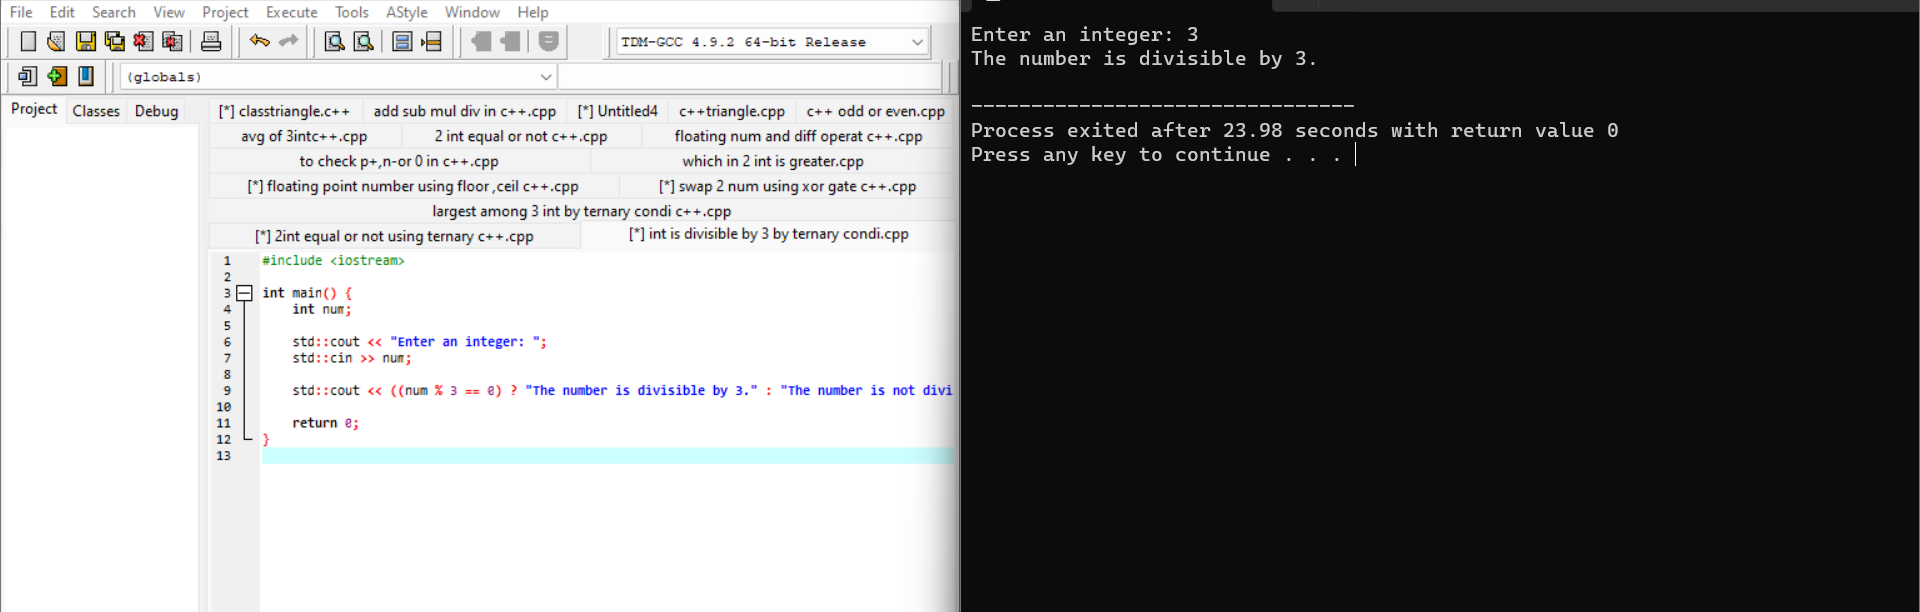 File Edit Search View Project Execute Tools AStyle Window Help
TDM-GCC 4.9.2 64-bit Release
(globals)
Project Classes Debug
[*] classtriangle.c++ add sub mul div in c++.cpp [*] Untitled4 c++triangle.cpp c++ odd or even.cpp
avg of 3intc++.cpp 2 int equal or not c++.cpp floating num and diff operat c++.cpp
to check p+,n-or 0 in c++.cpp which in 2 int is greater.cpp
[*] floating point number using floor ,ceil c++.cpp [*] swap 2 num using xor gate c++.cpp
largest among 3 int by ternary condi c++.cpp
[*] 2int equal or not using ternary c++.cpp [*] int is divisible by 3 by ternary condi.cpp
1 #include <iostream>
2
3 int main() {
4 int num;
5
6 std::cout << "Enter an integer: ";
7 std::cin >> num;
8
9 std::cout << ((num % 3 == 0) ? "The number is divisible by 3." : "The number is not divi
10
11 return 0;
12 }
13
Enter an integer: 3
The number is divisible by 3.
--------------------------------
Process exited after 23.98 seconds with return value 0
Press any key to continue . . .